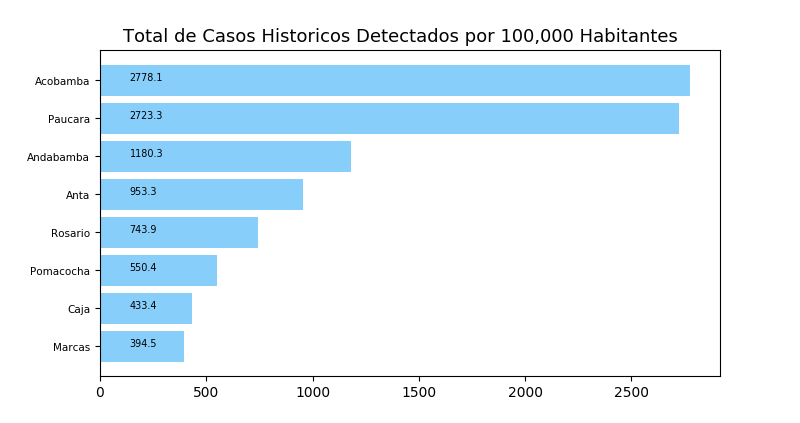 Total de Casos Historicos Detectados por 100,000 Habitantes
Acobamba 2778.1
Paucara 2723.3
Andabamba 1180.3
Anta 953.3
Rosario 743.9
Pomacocha 550.4
Caja 433.4
Marcas 394.5
0 500 1000 1500 2000 2500